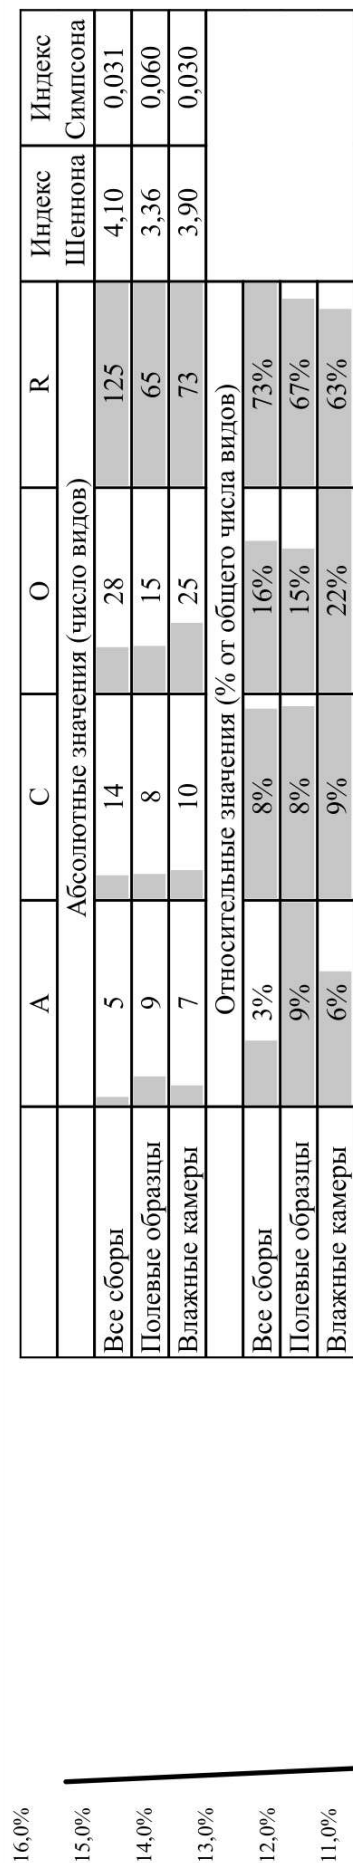 A C O R Индекс Шеннона Индекс Симпсона
Абсолютные значения (число видов)
Все сборы 5 14 28 125 4,10 0,031
Полевые образцы 9 8 15 65 3,36 0,060
Влажные камеры 7 10 25 73 3,90 0,030
Относительные значения (% от общего числа видов)
Все сборы 3% 8% 16% 73%
Полевые образцы 9% 8% 15% 67%
Влажные камеры 6% 9% 22% 63%
16,0%
15,0%
14,0%
13,0%
12,0%
11,0%